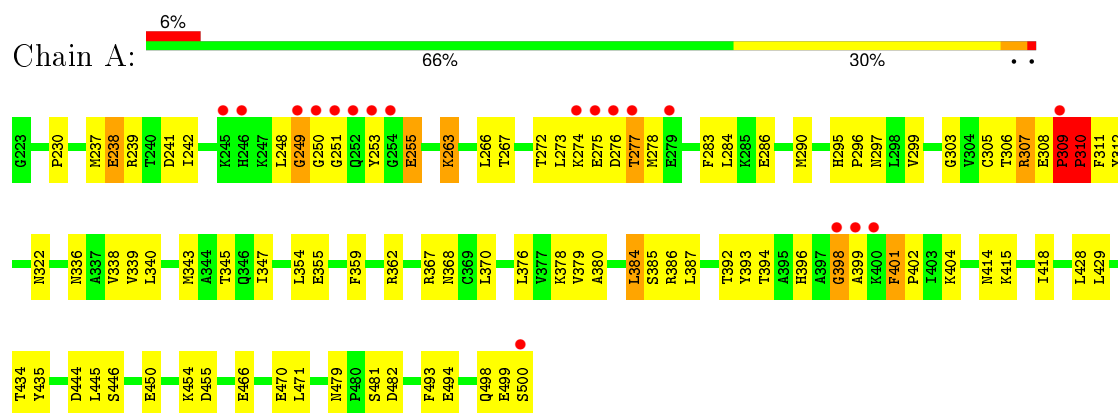 6%
Chain A:
66% 30% • •
G223 P230 M237 E238 R239 T240 D241 I242 K245 H246 K247 L248 G249 G250 G251 Q252 Y253 G254 E255 K263 L266 T267 T272 L273 K274 E275 D276 T277 M278 E279 F283 L284 K285 E286 M290 H295 P296 N297 L298 V299 G303 V304 C305 T306 R307 E308 P309 P310 F311 Y312
N322 N336 A337 V338 V339 L340 M343 A344 T345 Q346 I347 L354 E355 F359 R362 R367 N368 C369 L370 L376 V377 K378 V379 A380 L384 S385 R386 L387 T392 Y393 T394 A395 H396 A397 G398 A399 K400 F401 P402 I403 K404 N414 K415 I418 L428 L429
T434 Y435 D444 L445 S446 E450 K454 D455 E466 E470 L471 N479 P480 S481 D482 F493 E494 Q498 E499 S500